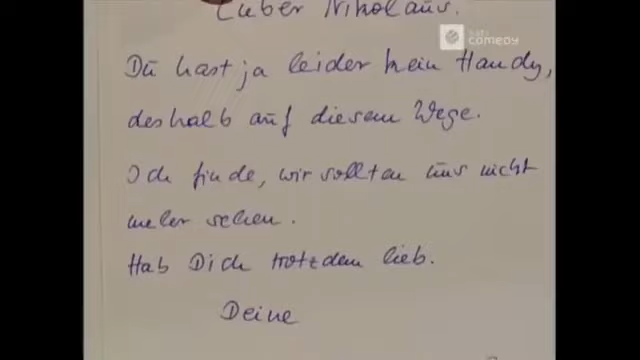 Lieber Nikolaus.
comedy
Du hast ja leider kein Handy,
deshalb auf diesem Wege.
Ich finde, wir sollten uns nicht
mehr sehen.
Hab Dich trotzdem lieb.
Deine